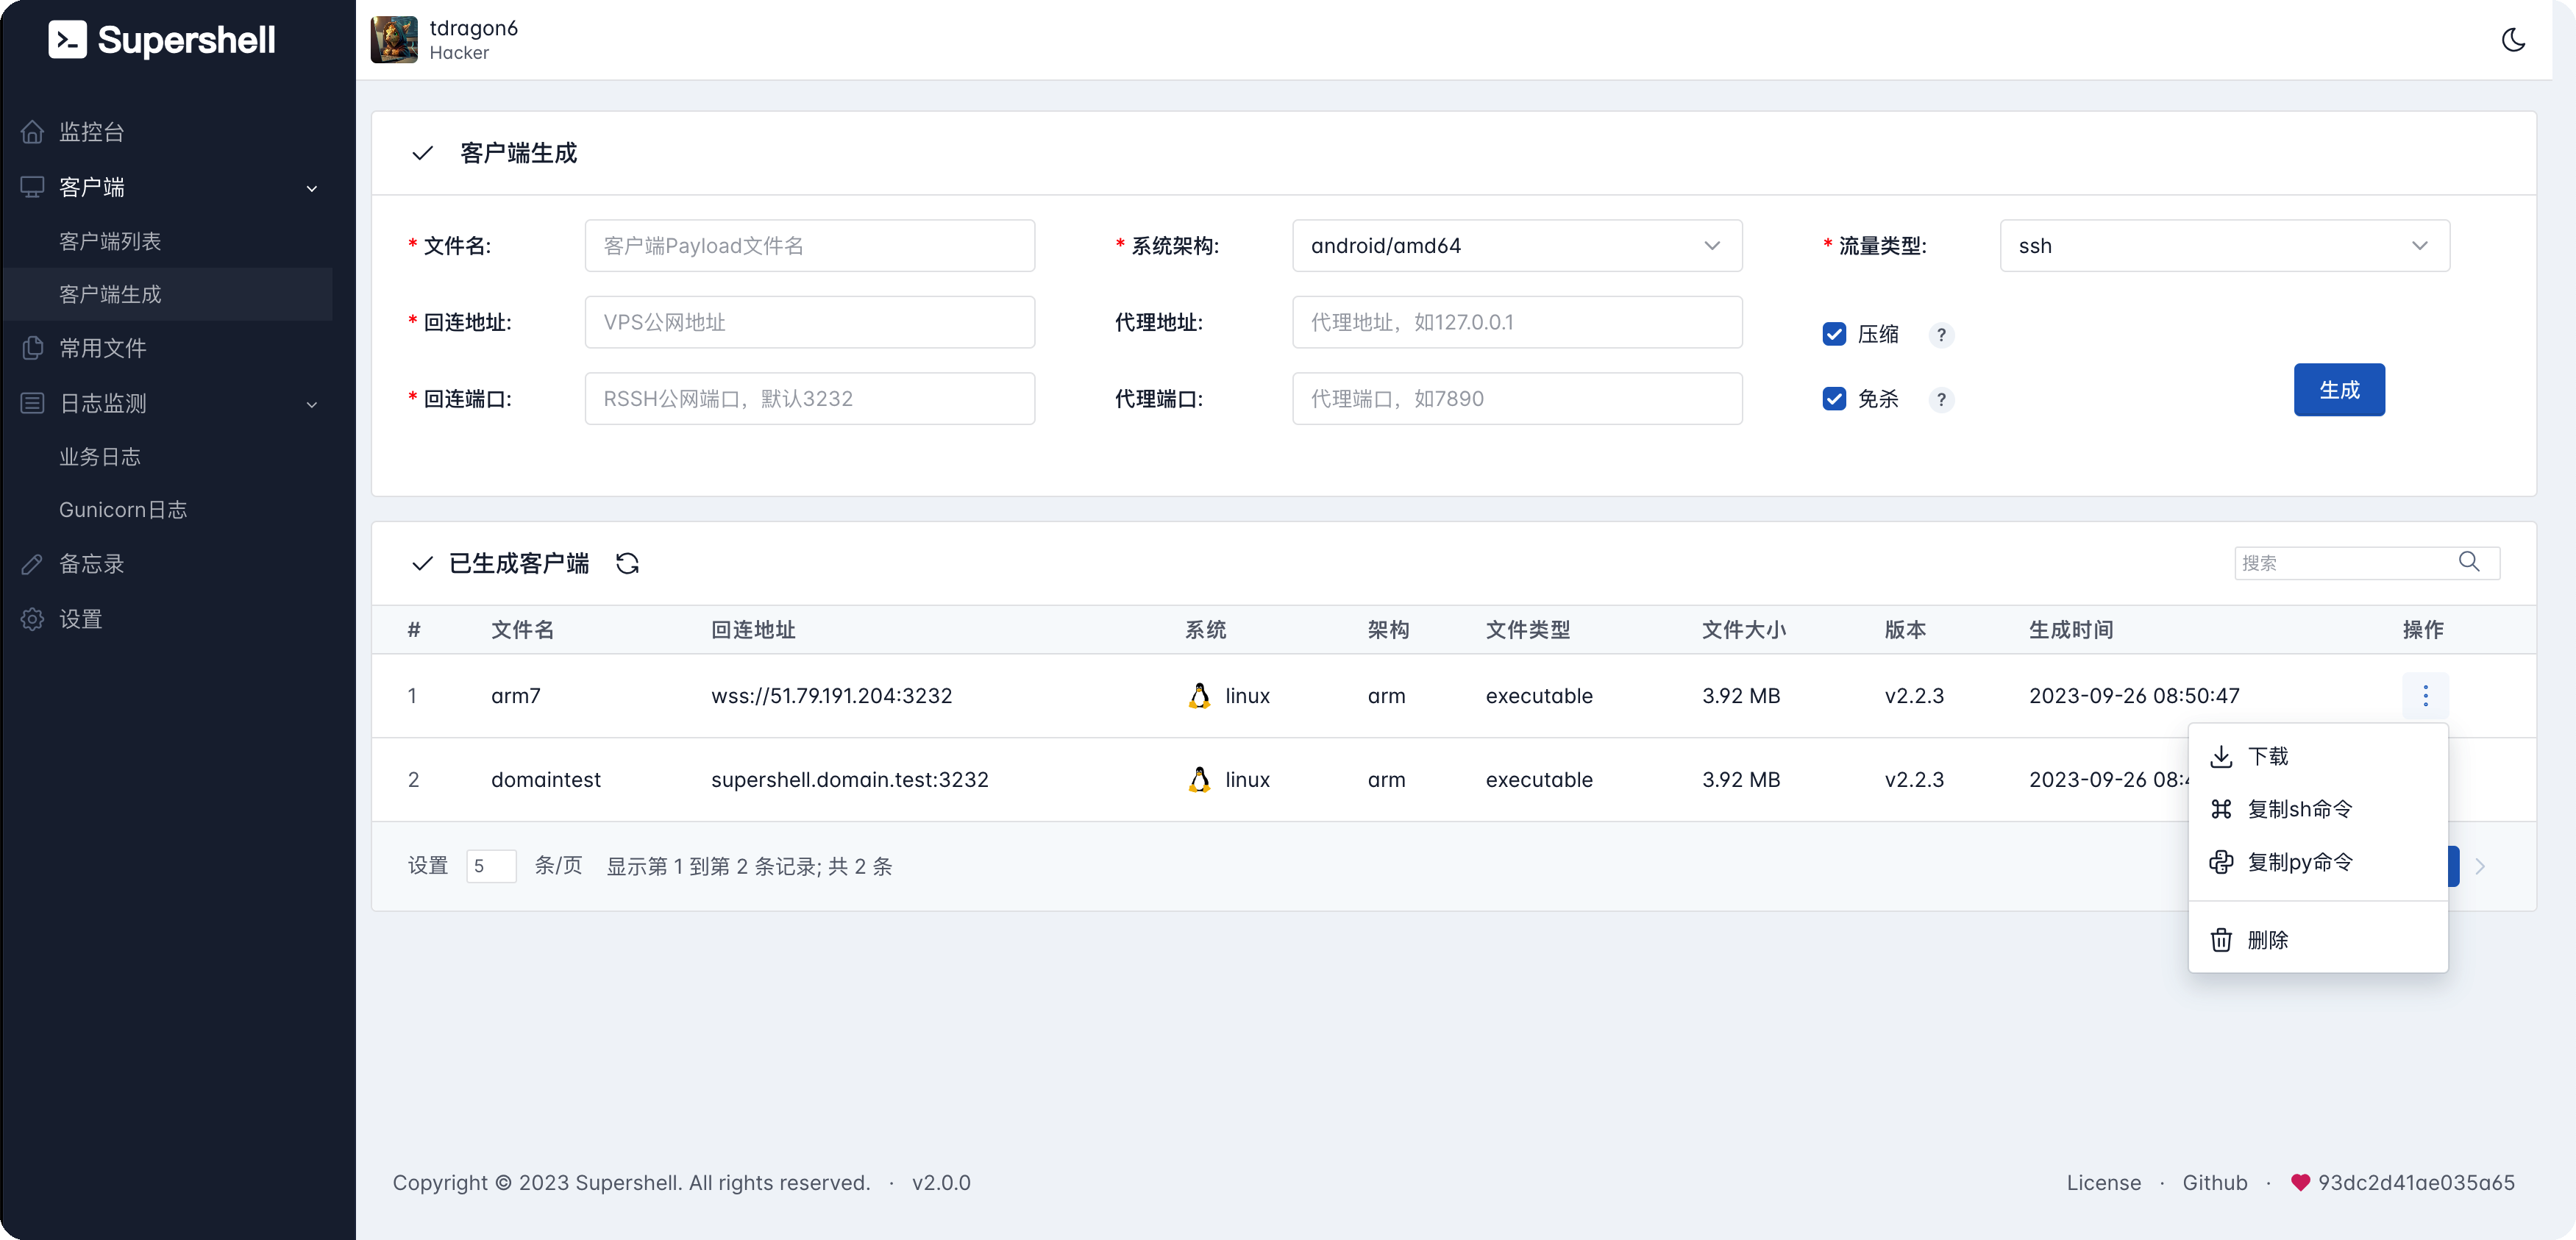 Supershell
tdragon6
Hacker
监控台
客户端
客户端列表
客户端生成
常用文件
日志监测
业务日志
Gunicorn日志
备忘录
设置
客户端生成
* 文件名: 客户端Payload文件名 * 系统架构: android/amd64 * 流量类型: ssh
* 回连地址: VPS公网地址 代理地址: 代理地址，如127.0.0.1 压缩 ?
* 回连端口: RSSH公网端口，默认3232 代理端口: 代理端口，如7890 免杀 ?
生成
已生成客户端 搜索
# 文件名 回连地址 系统 架构 文件类型 文件大小 版本 生成时间 操作
1 arm7 wss://51.79.191.204:3232 linux arm executable 3.92 MB v2.2.3 2023-09-26 08:50:47
2 domaintest supershell.domain.test:3232 linux arm executable 3.92 MB v2.2.3 2023-09-26 08:4
下载
复制sh命令
复制py命令
删除
设置 5 条/页 显示第 1 到第 2 条记录; 共 2 条
Copyright © 2023 Supershell. All rights reserved. · v2.0.0
License · Github · 93dc2d41ae035a65